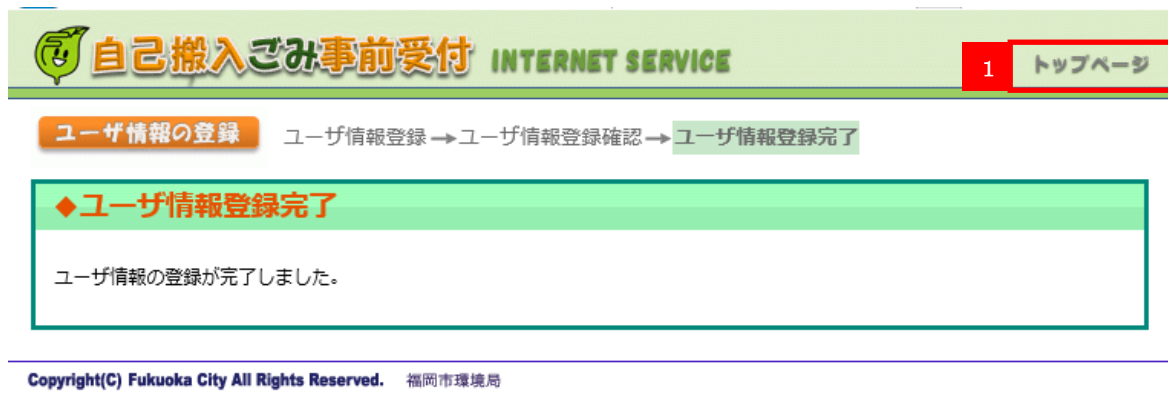 自己搬入ごみ事前受付 INTERNET SERVICE
1 トップページ
ユーザ情報の登録 ユーザ情報登録→ユーザ情報登録確認→ユーザ情報登録完了
◆ユーザ情報登録完了
ユーザ情報の登録が完了しました。
Copyright(C) Fukuoka City All Rights Reserved. 福岡市環境局